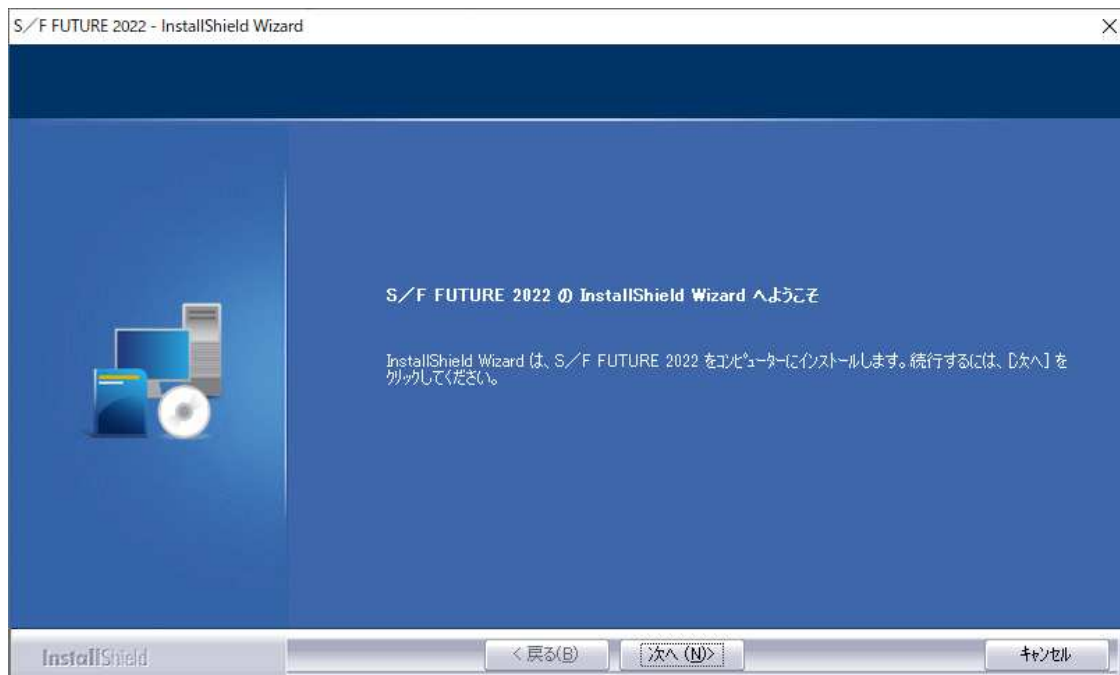 S／F FUTURE 2022 - InstallShield Wizard
S／F FUTURE 2022 の InstallShield Wizard へようこそ
InstallShield Wizard は、S／F FUTURE 2022 をｺﾝﾋﾟｭｰﾀｰにｲﾝｽﾄｰﾙします。続行するには、[次へ] を
ｸﾘｯｸしてください。
InstallShield
< 戻る(B)
次へ (N)>
ｷｬﾝｾﾙ